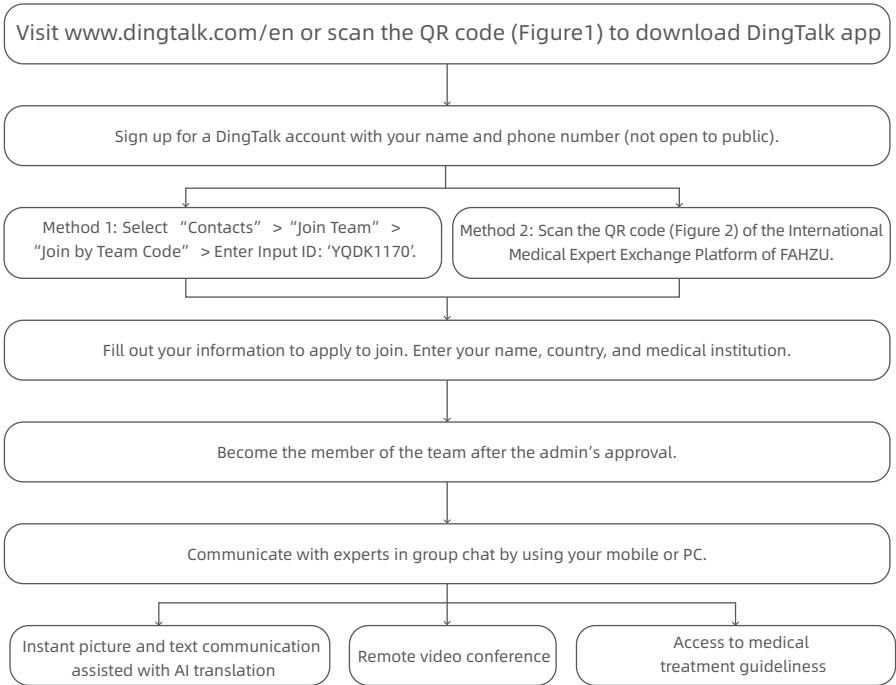 Visit www.dingtalk.com/en or scan the QR code (Figure1) to download DingTalk app
Sign up for a DingTalk account with your name and phone number (not open to public).
Method 1: Select “Contacts” > “Join Team” >
“Join by Team Code” > Enter Input ID: ‘YQDK1170’.
Method 2: Scan the QR code (Figure 2) of the International
Medical Expert Exchange Platform of FAHZU.
Fill out your information to apply to join. Enter your name, country, and medical institution.
Become the member of the team after the admin’s approval.
Communicate with experts in group chat by using your mobile or PC.
Instant picture and text communication
assisted with AI translation
Remote video conference
Access to medical
treatment guideliness